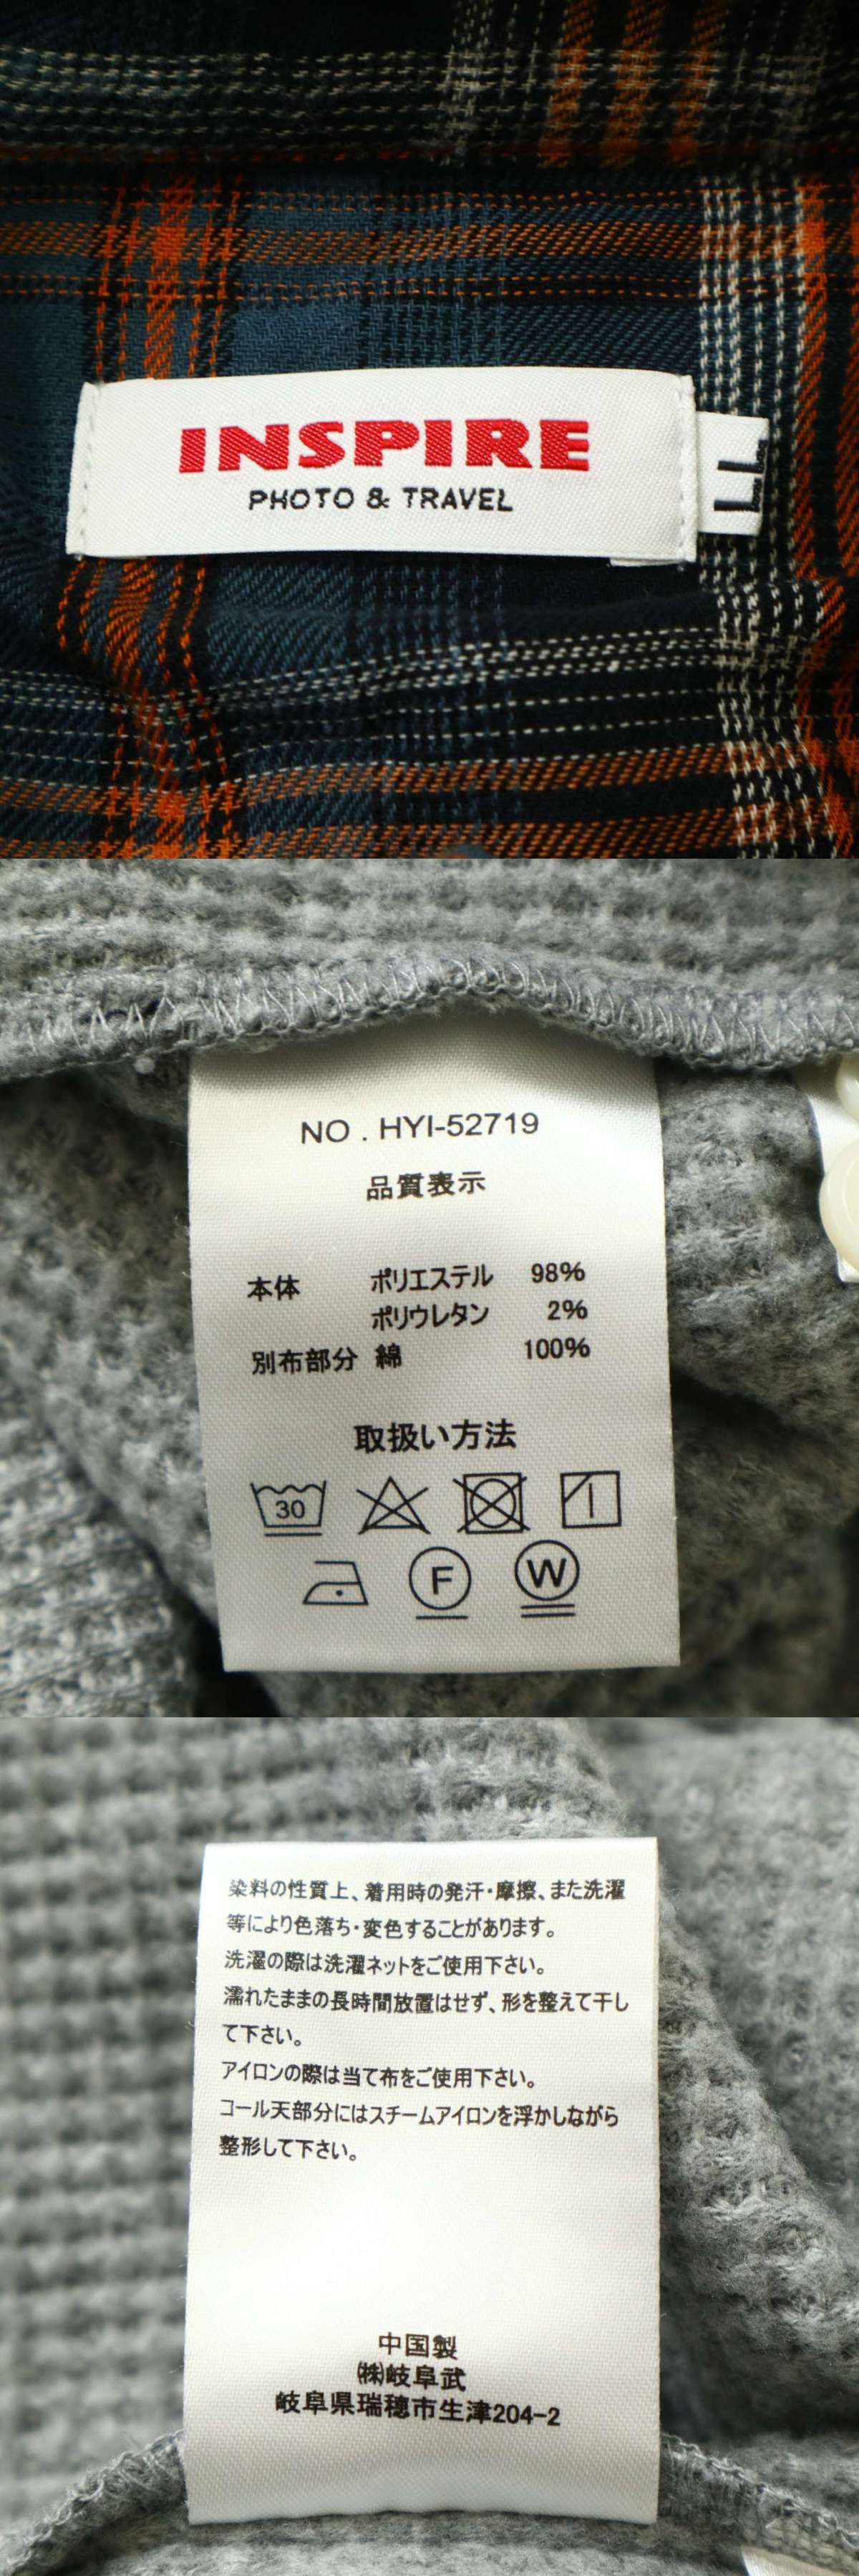 INSPIRE
PHOTO & TRAVEL
LL
NO . HYI-52719
品質表示
本体 ポリエステル 98%
ポリウレタン 2%
別布部分 綿 100%
取扱い方法
30
F W
染料の性質上、着用時の発汗・摩擦、また洗濯
等により色落ち・変色することがあります。
洗濯の際は洗濯ネットをご使用下さい。
濡れたままの長時間放置はせず、形を整えて干し
て下さい。
アイロンの際は当て布をご使用下さい。
コール天部分にはスチームアイロンを浮かしながら
整形して下さい。
中国製
㈱岐阜武
岐阜県瑞穂市生津204-2